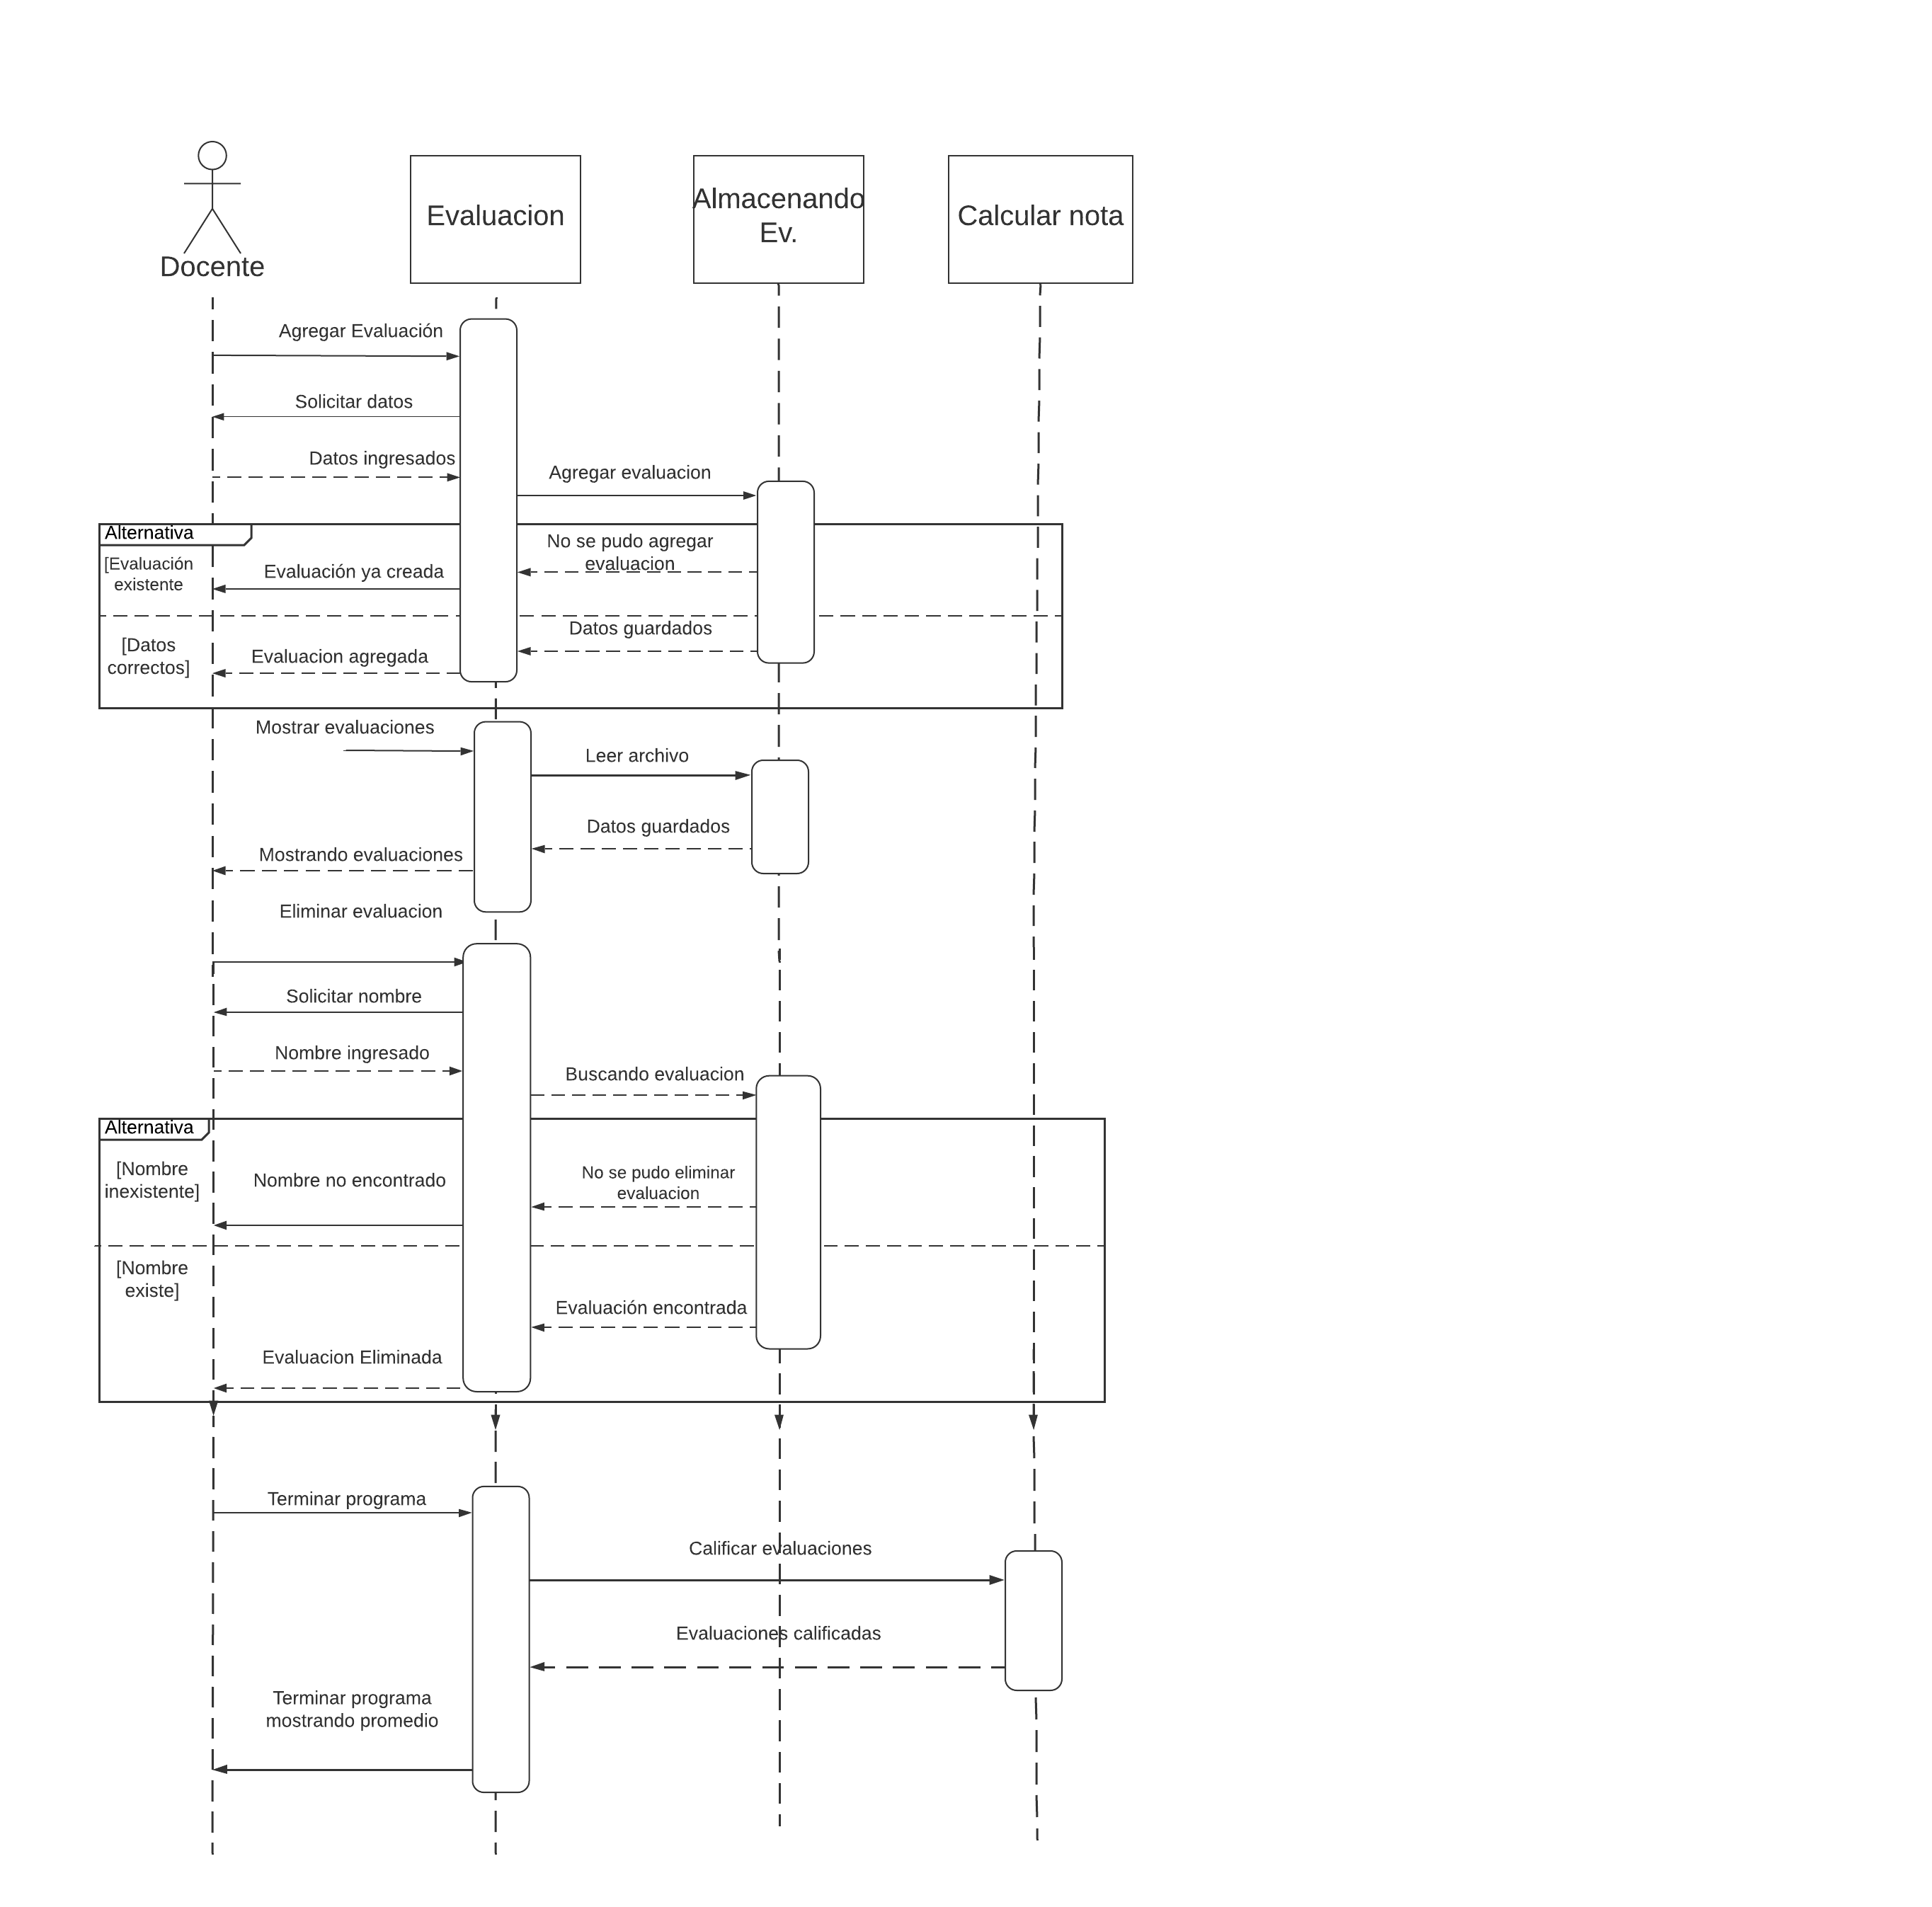 Docente
Evaluacion
Almacenando
Ev.
Calcular nota
Agregar Evaluación
Solicitar datos
Datos ingresados
Agregar evaluacion
Alternativa
[Evaluación
existente
Evaluación ya creada
No se pudo agregar
evaluacion
Datos guardados
[Datos
correctos]
Evaluacion agregada
Mostrar evaluaciones
Leer archivo
Datos guardados
Mostrando evaluaciones
Eliminar evaluacion
Solicitar nombre
Nombre ingresado
Buscando evaluacion
Alternativa
[Nombre
inexistente]
Nombre no encontrado
No se pudo eliminar
evaluacion
[Nombre
existe]
Evaluación encontrada
Evaluacion Eliminada
Terminar programa
Calificar evaluaciones
Evaluaciones calificadas
Terminar programa
mostrando promedio